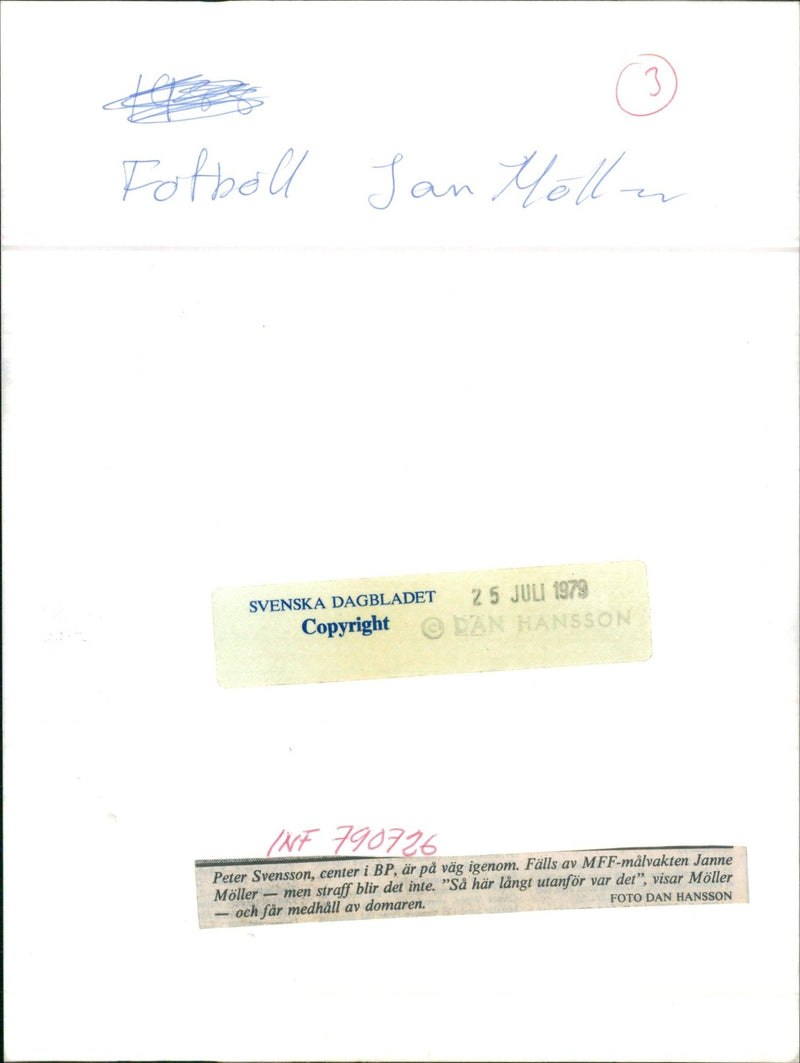 3
Fotboll Jan Möller
SVENSKA DAGBLADET 25 JULI 1979
Copyright © DAN HANSSON
INF 790726
Peter Svensson, center i BP, är på väg igenom. Fälls av MFF-målvakten Janne
Möller — men straff blir det inte. ”Så här långt utanför var det”, visar Möller
— och får medhåll av domaren. FOTO DAN HANSSON